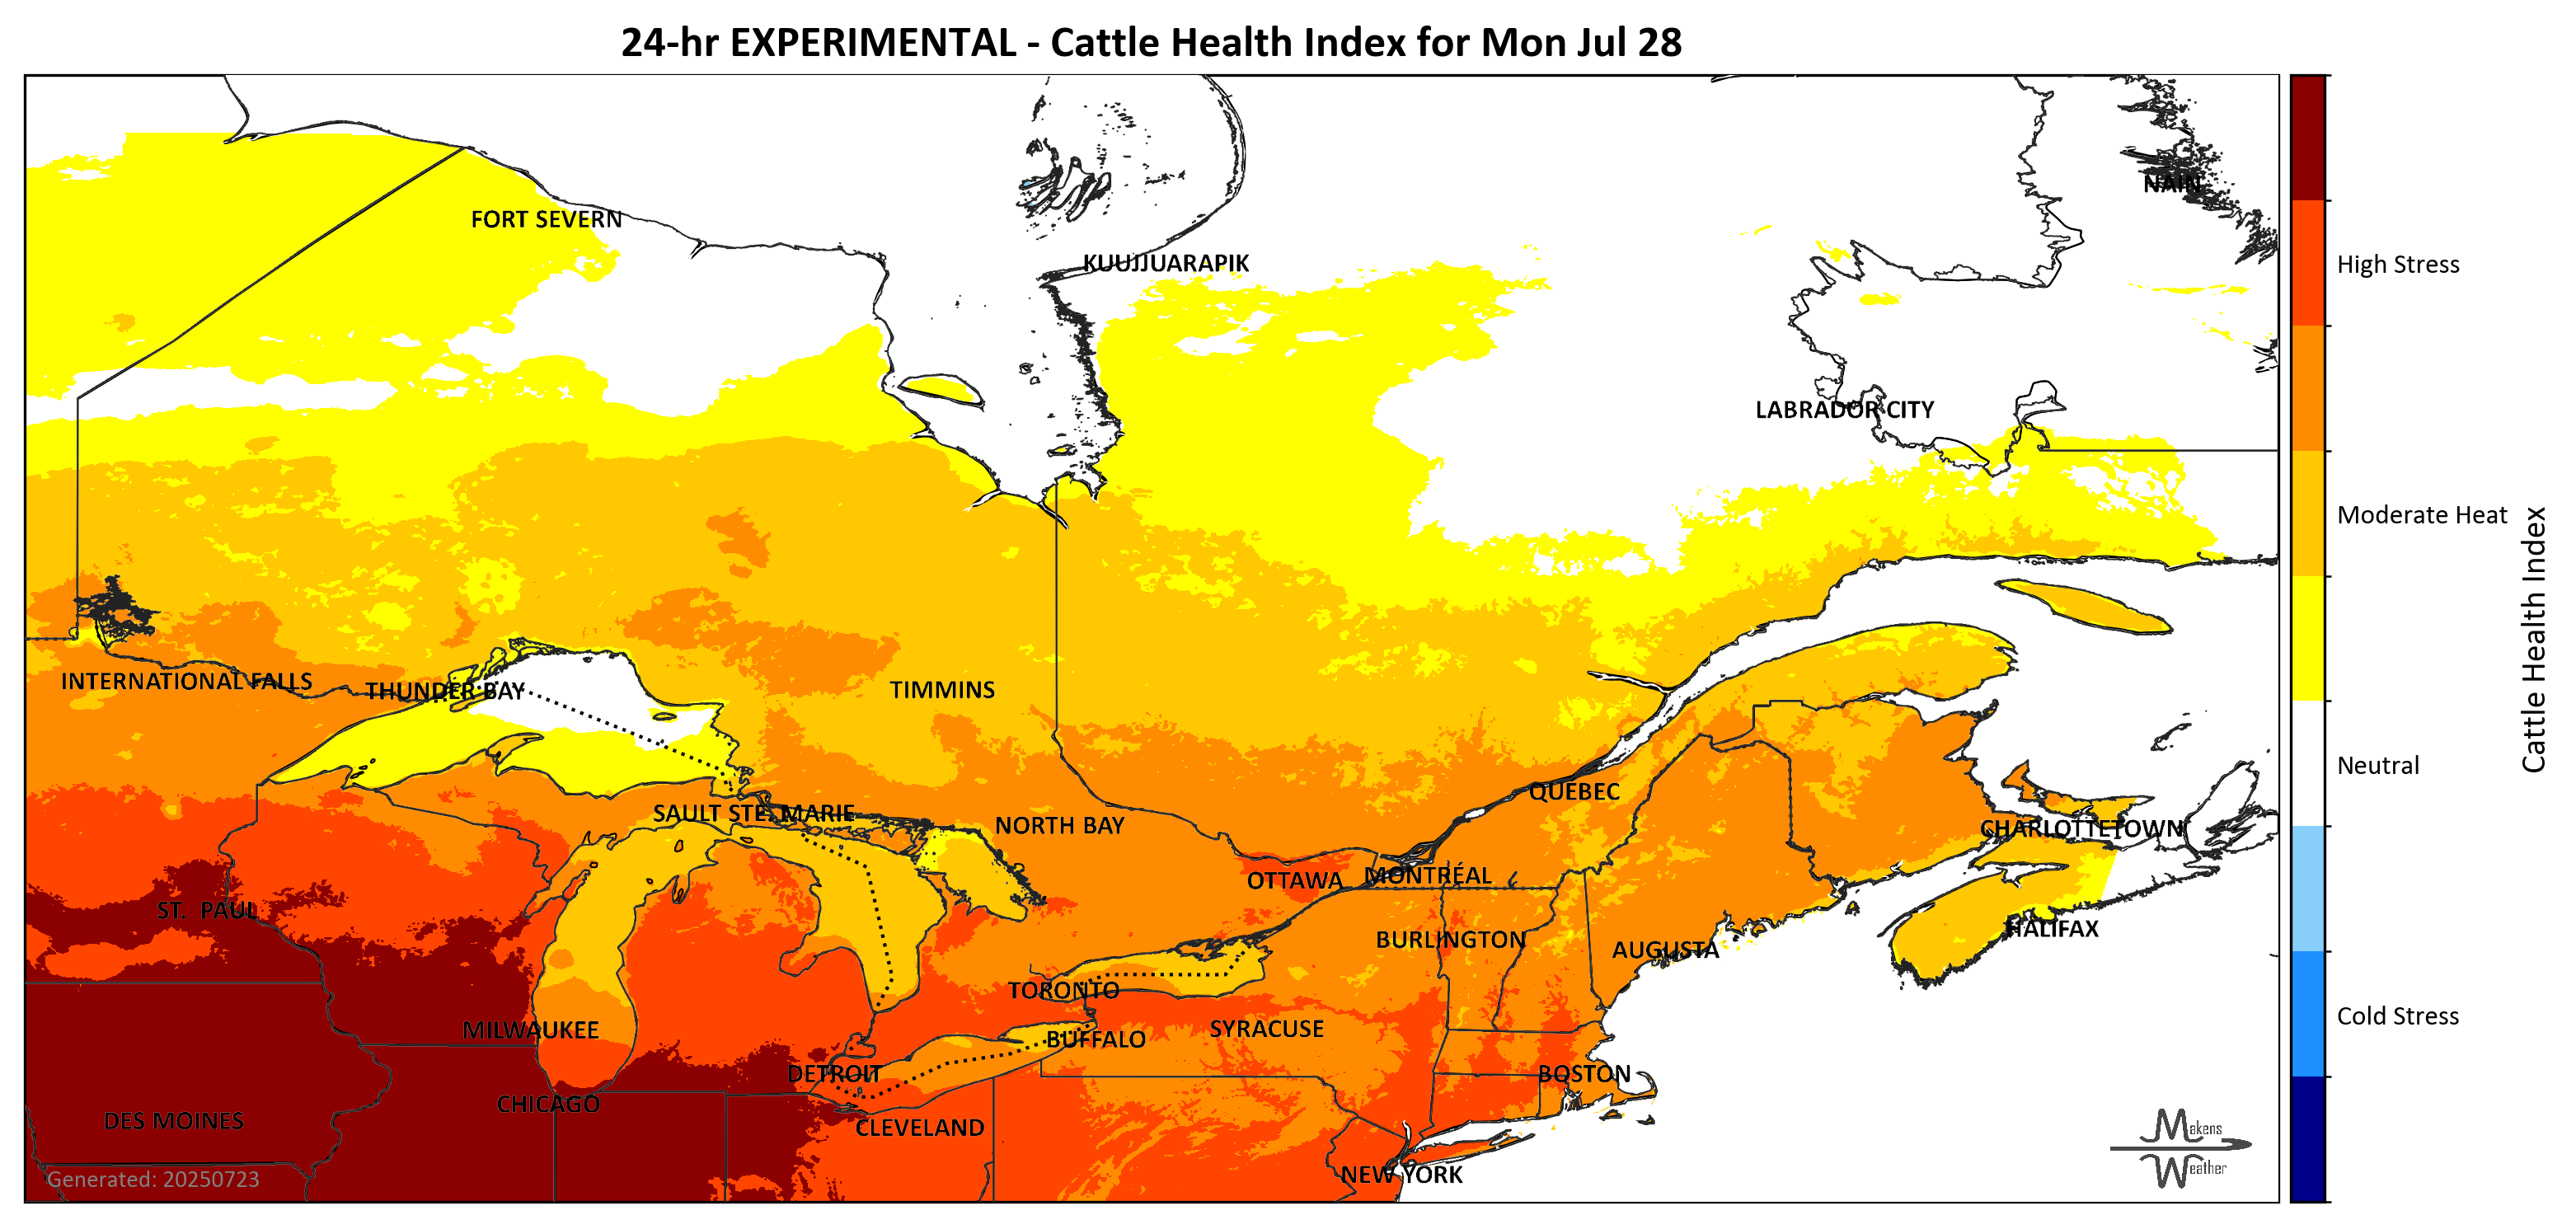 24-hr EXPERIMENTAL - Cattle Health Index for Mon Jul 28
NAIN
FORT SEVERN
KUUJJUARAPIK
High Stress
LABRADOR CITY
Moderate Heat
Cattle Health Index
INTERNATIONAL FALLS
THUNDER BAY
TIMMINS
Neutral
QUEBEC
SAULT STE. MARIE
NORTH BAY
CHARLOTTETOWN
OTTAWA
MONTRÉAL
ST. PAUL
HALIFAX
BURLINGTON
AUGUSTA
TORONTO
Cold Stress
MILWAUKEE
SYRACUSE
BUFFALO
DETROIT
BOSTON
CHICAGO
DES MOINES
CLEVELAND
Makens
Weather
NEW YORK
Generated: 20250723